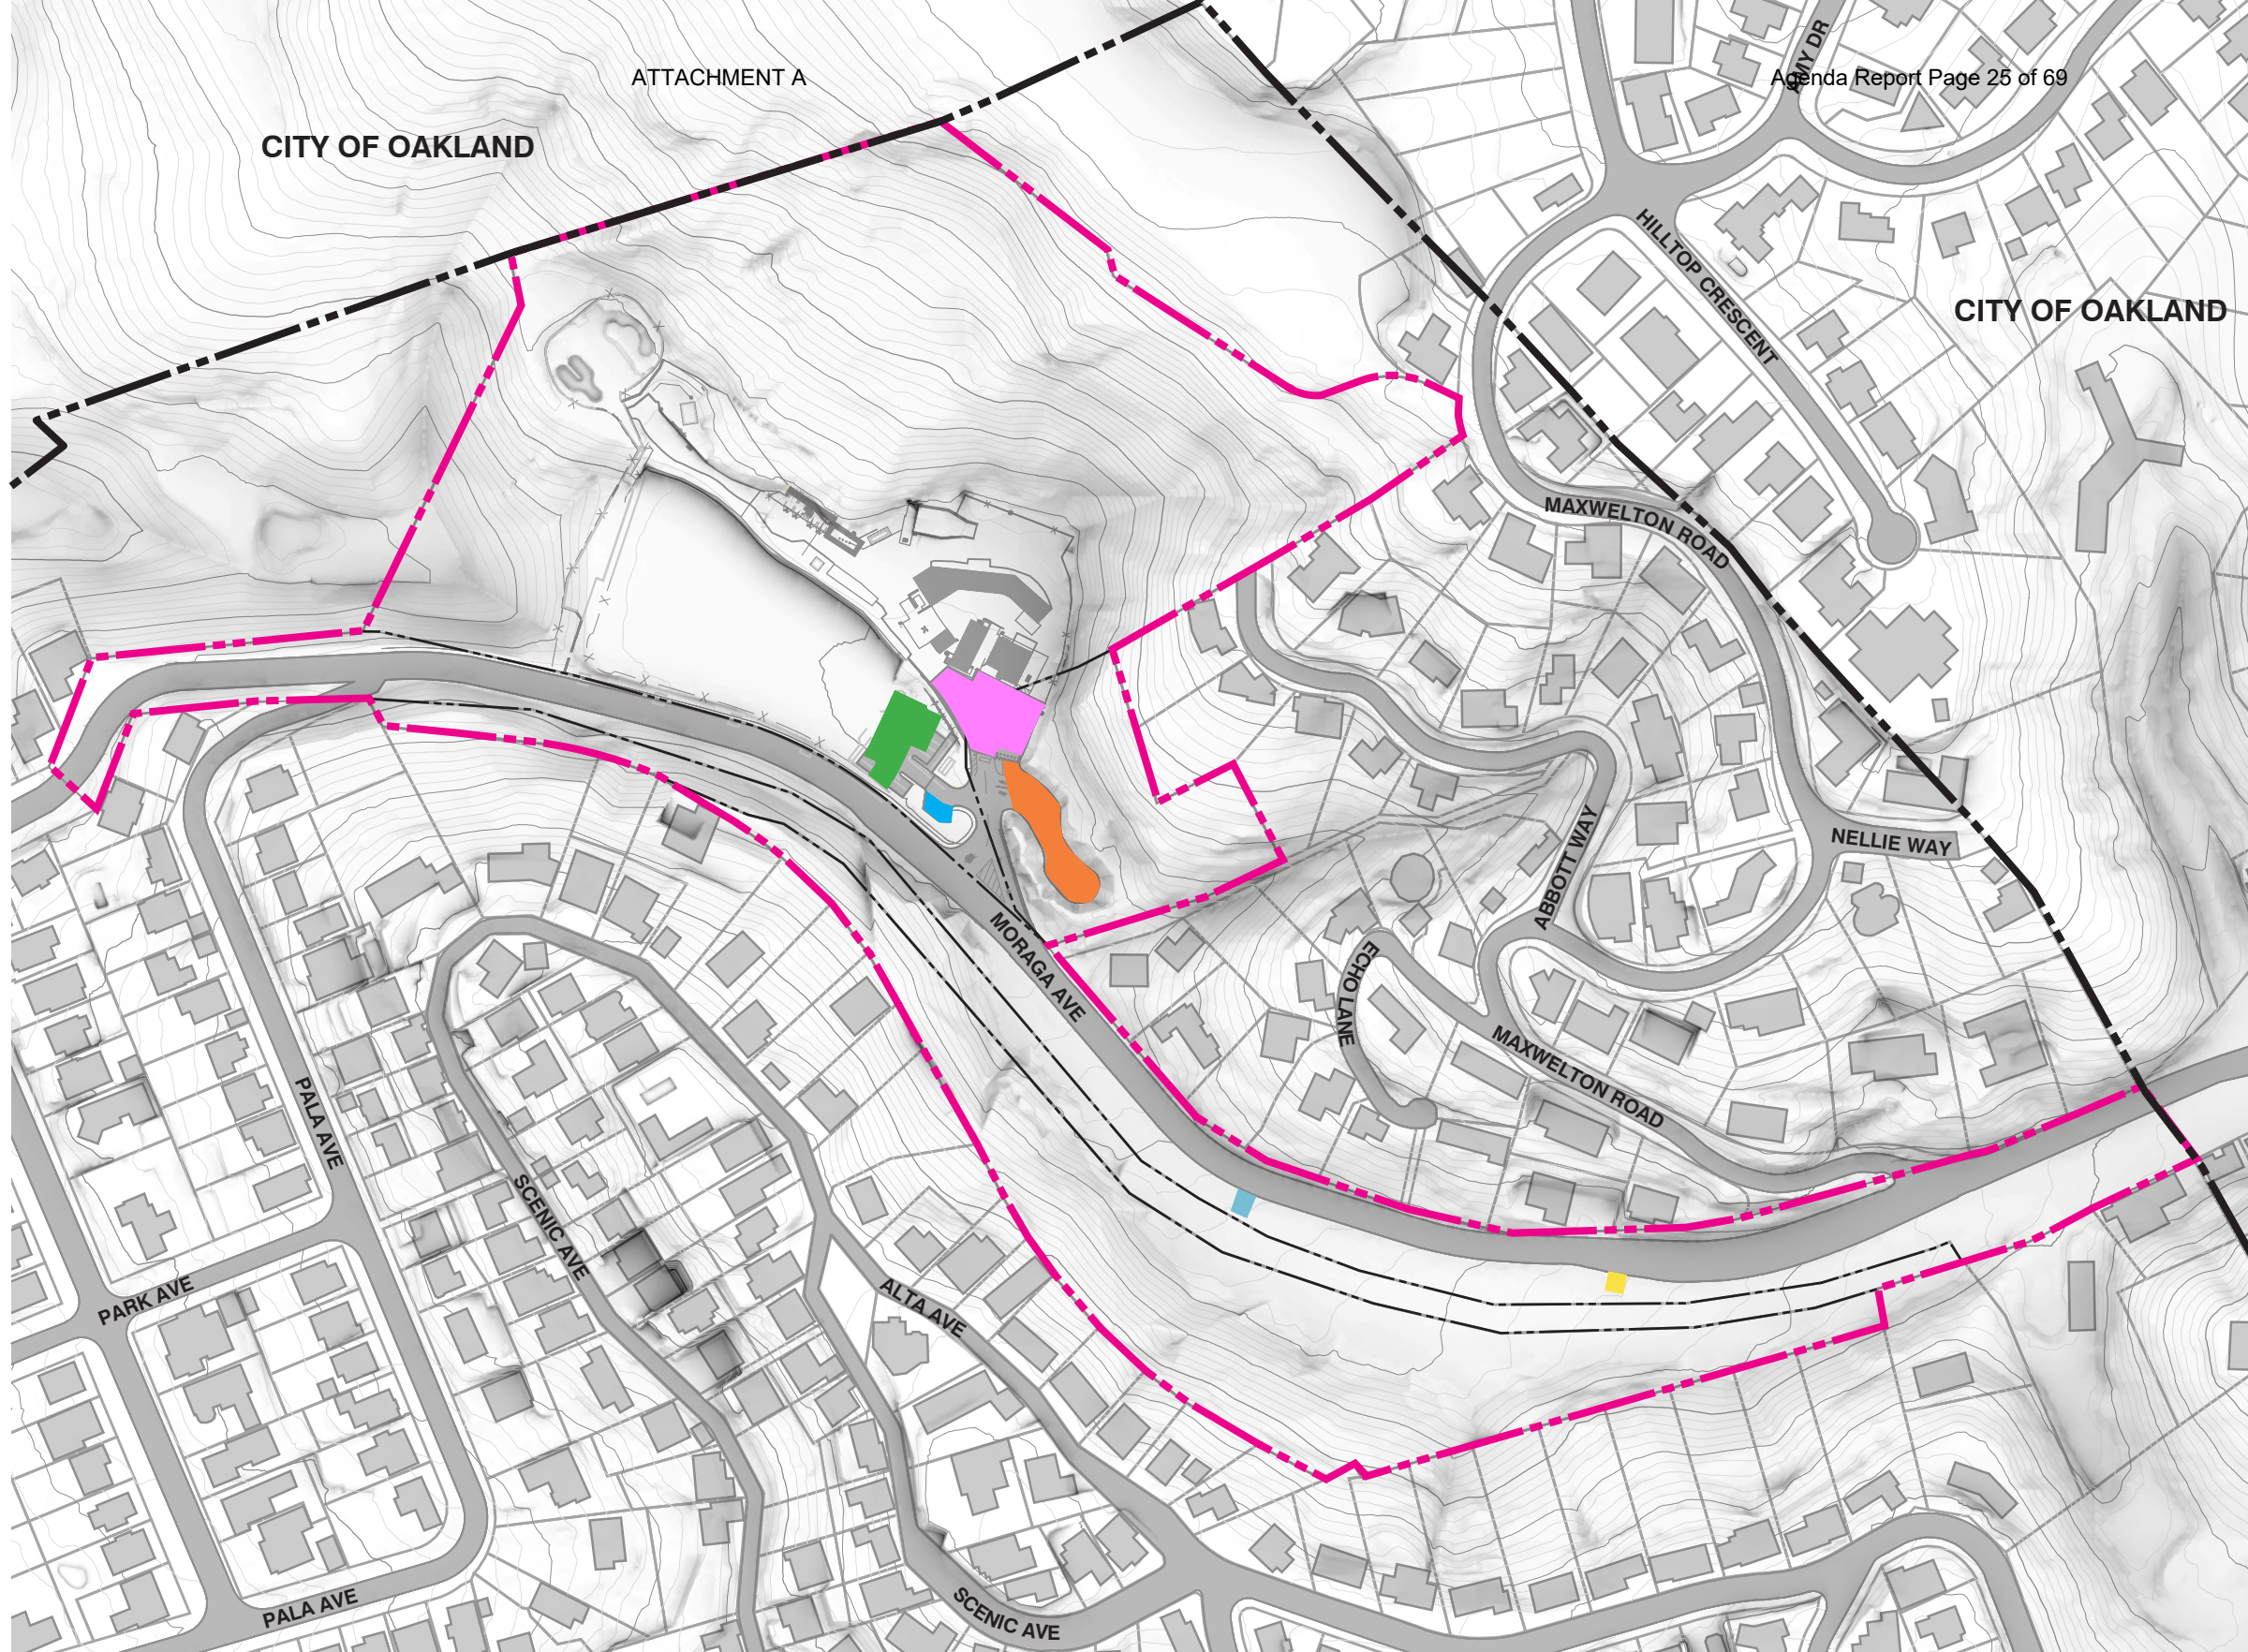 ATTACHMENT A
Agenda Report Page 25 of 69
CITY OF OAKLAND
HILLTOP CRESCENT
CITY OF OAKLAND
MAXWELTON ROAD
NELLIE WAY
ABBOTT WAY
MORAGA AVE
ECHO LANE
MAXWELTON ROAD
PALA AVE
SCENIC AVE
PARK AVE
ALTA AVE
PALA AVE
SCENIC AVE